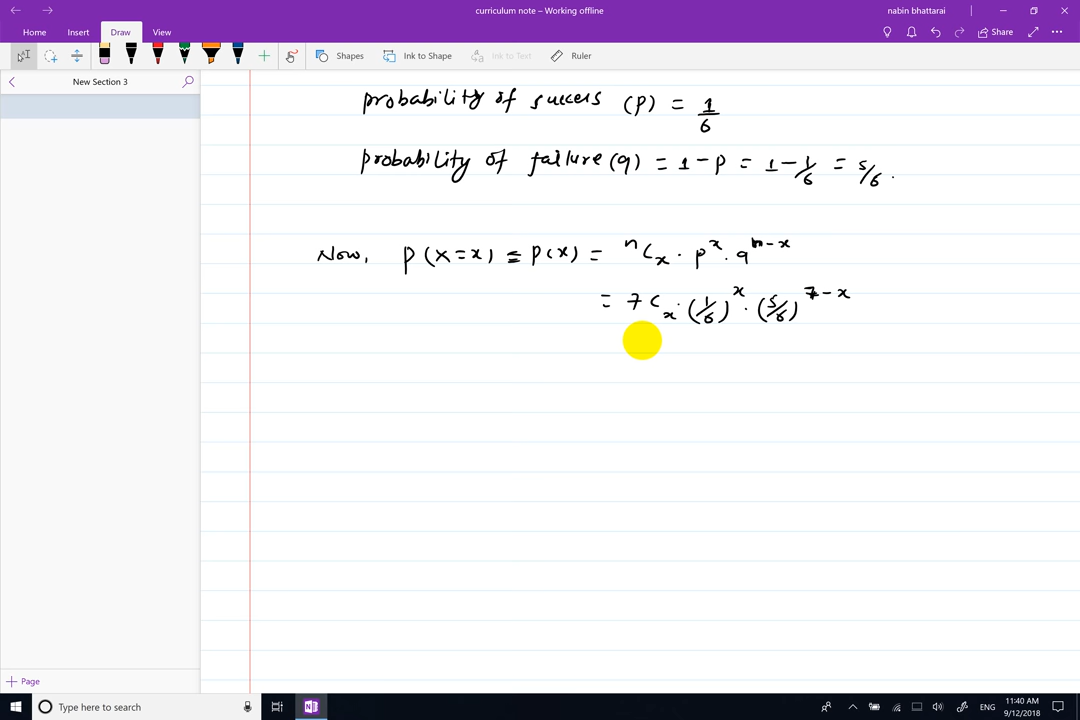 curriculum note – Working offline
nabin bhattarai
Home Insert Draw View
Share
Shapes Ink to Shape Ink to Text Ruler
New Section 3
probability of success (p) = 1/6
probability of failure (q) = 1 - p = 1 - 1/6 = 5/6.
Now, p(X=x) = p(x) = ⁿCₓ · pˣ · qⁿ⁻ˣ
= 7Cₓ · (1/6)ˣ · (5/6)⁷⁻ˣ
+ Page
Type here to search
ENG
11:40 AM
9/12/2018